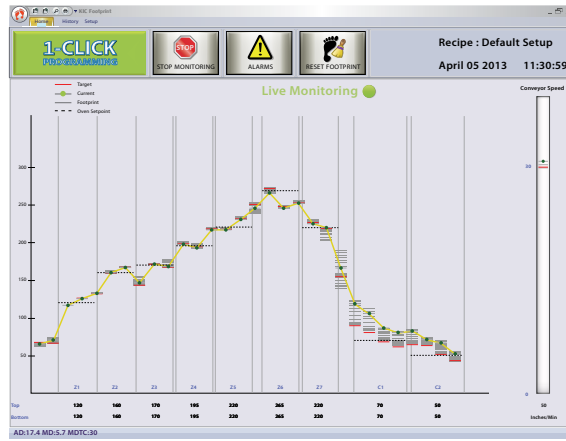 KIC Footprint
Home History Setup
1-CLICK
PROGRAMMING
STOP
STOP MONITORING
ALARMS
RESET FOOTPRINT
Recipe : Default Setup
April 05 2013 11:30:59
Target
Current
Footprint
Oven Setpoint
Live Monitoring
Conveyor Speed
300
250
200
150
100
50
0
Z1 Z2 Z3 Z4 Z5 Z6 Z7 C1 C2
Top 120 160 170 195 220 265 220 70 50 50
Bottom 120 160 170 195 220 265 220 70 50 Inches/Min
AD:17.4 MD:5.7 MDTC:30